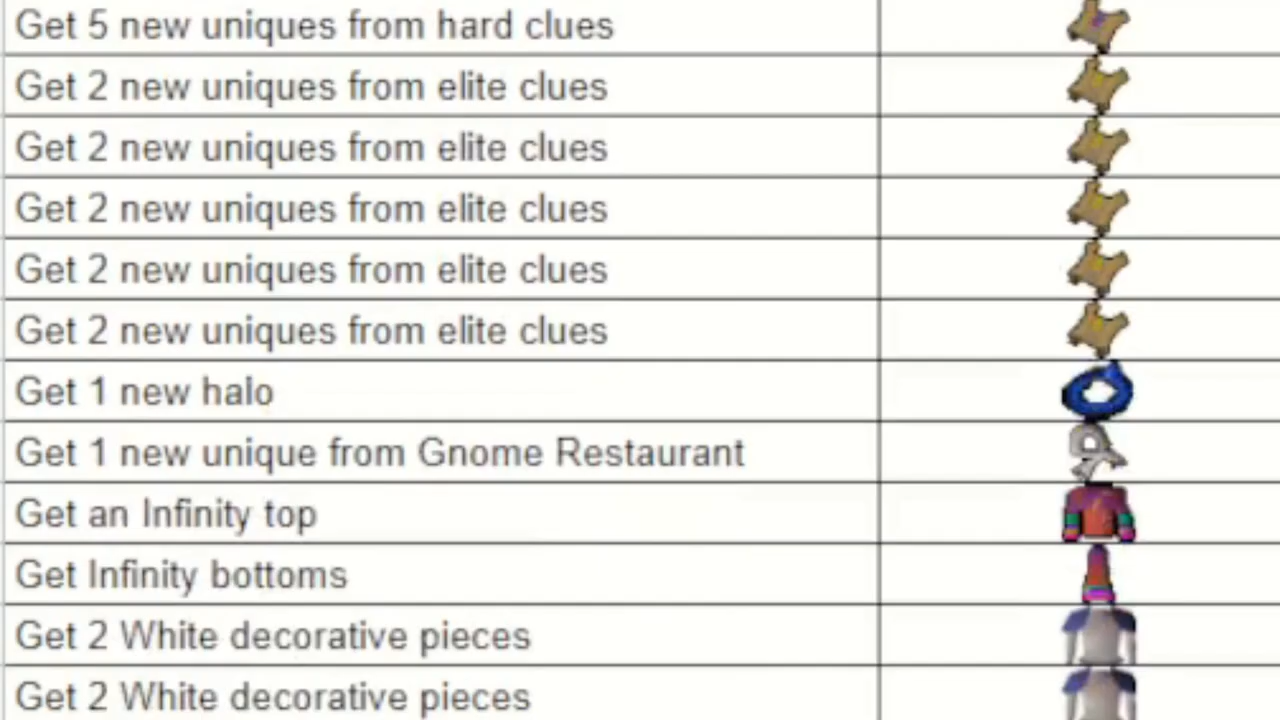 Get 5 new uniques from hard clues
Get 2 new uniques from elite clues
Get 2 new uniques from elite clues
Get 2 new uniques from elite clues
Get 2 new uniques from elite clues
Get 2 new uniques from elite clues
Get 1 new halo
Get 1 new unique from Gnome Restaurant
Get an Infinity top
Get Infinity bottoms
Get 2 White decorative pieces
Get 2 White decorative pieces